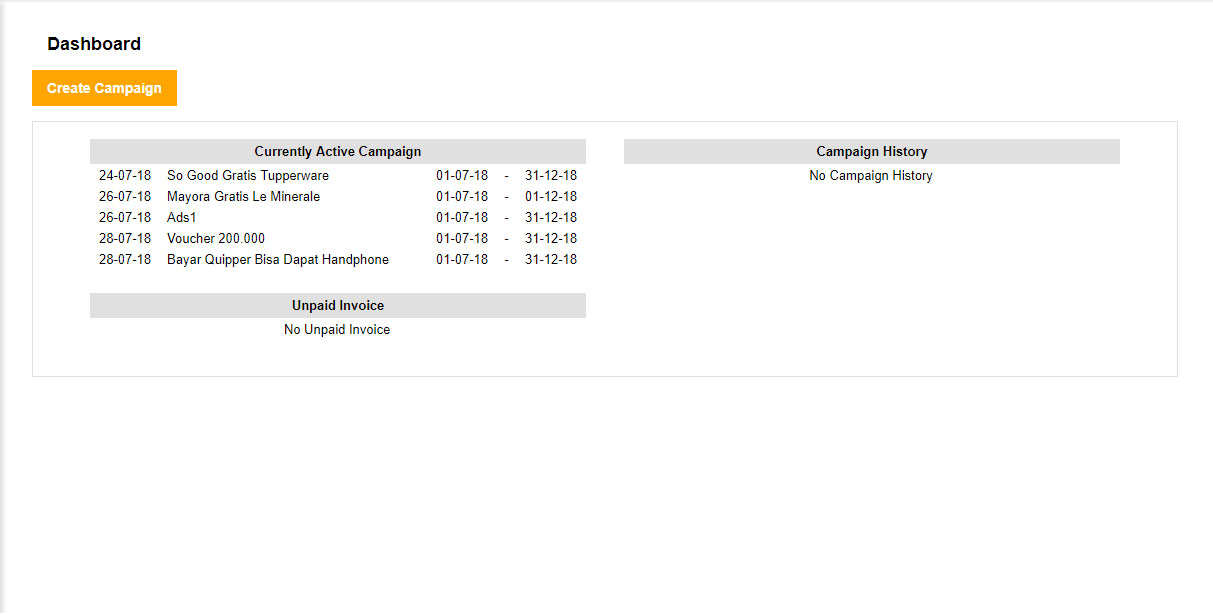 Dashboard
Create Campaign
Currently Active Campaign
24-07-18 So Good Gratis Tupperware 01-07-18 - 31-12-18
26-07-18 Mayora Gratis Le Minerale 01-07-18 - 01-12-18
26-07-18 Ads1 01-07-18 - 31-12-18
28-07-18 Voucher 200.000 01-07-18 - 31-12-18
28-07-18 Bayar Quipper Bisa Dapat Handphone 01-07-18 - 31-12-18
Unpaid Invoice
No Unpaid Invoice
Campaign History
No Campaign History